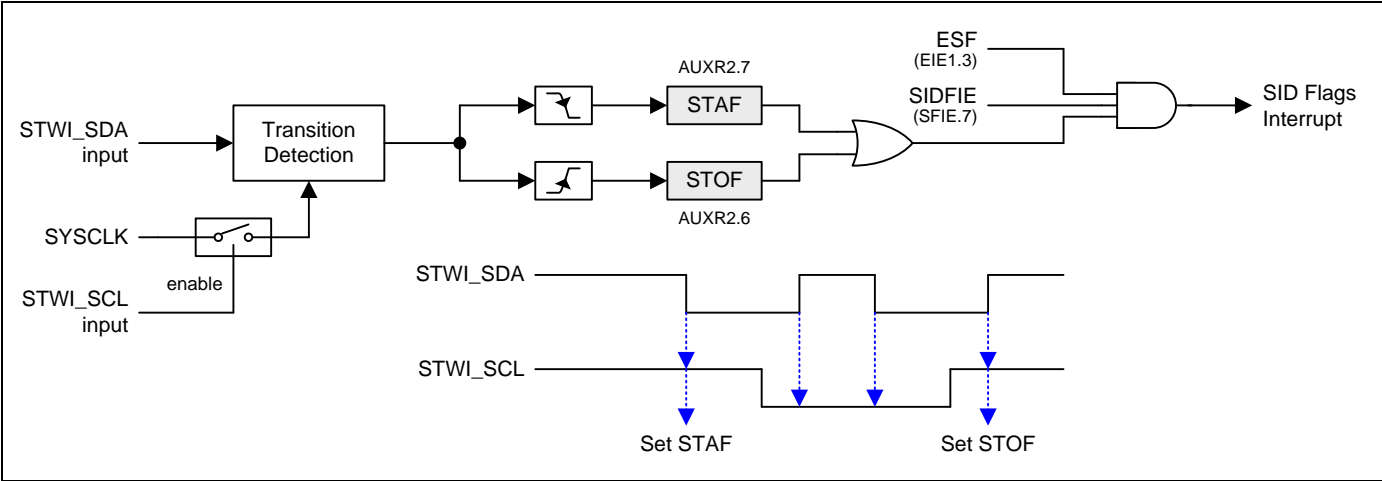 ESF
(EIE1.3)
AUXR2.7
STAF
SIDFIE
(SFIE.7)
SID Flags
Interrupt
STWI_SDA
input
Transition
Detection
STOF
AUXR2.6
SYSCLK
enable
STWI_SCL
input
STWI_SDA
STWI_SCL
Set STAF
Set STOF